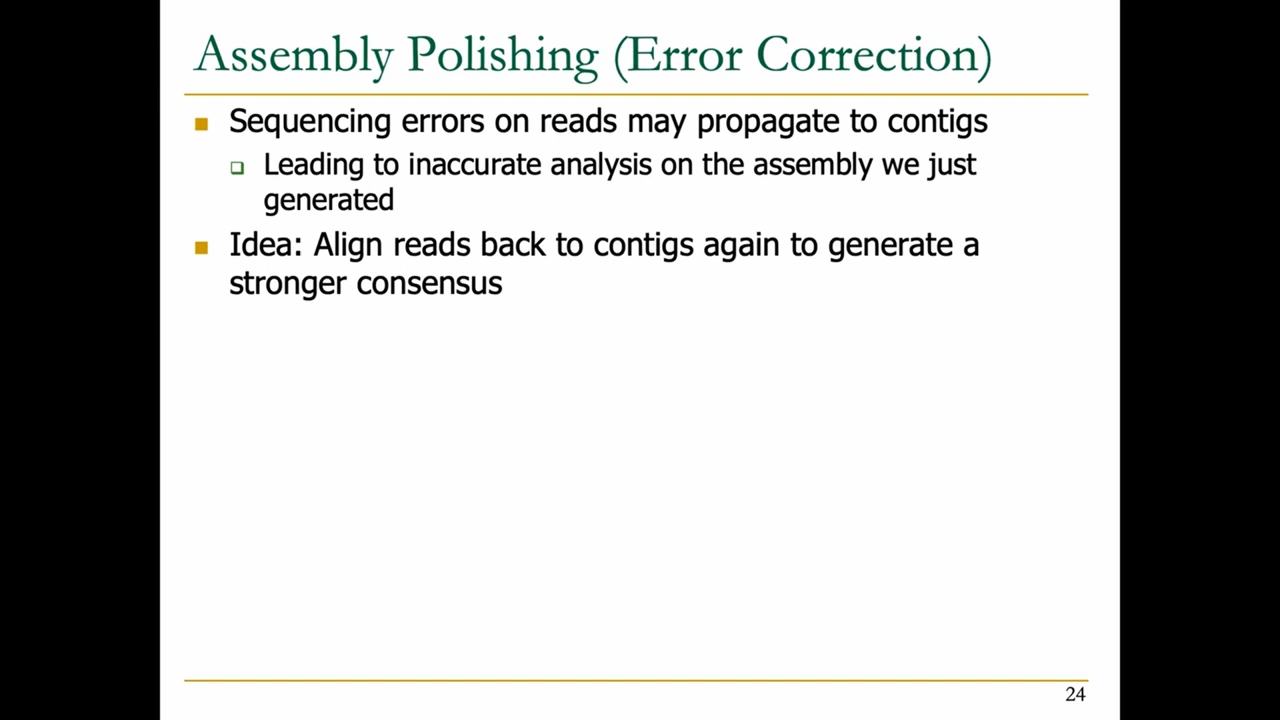 Assembly Polishing (Error Correction)
Sequencing errors on reads may propagate to contigs
Leading to inaccurate analysis on the assembly we just
generated
Idea: Align reads back to contigs again to generate a
stronger consensus
24